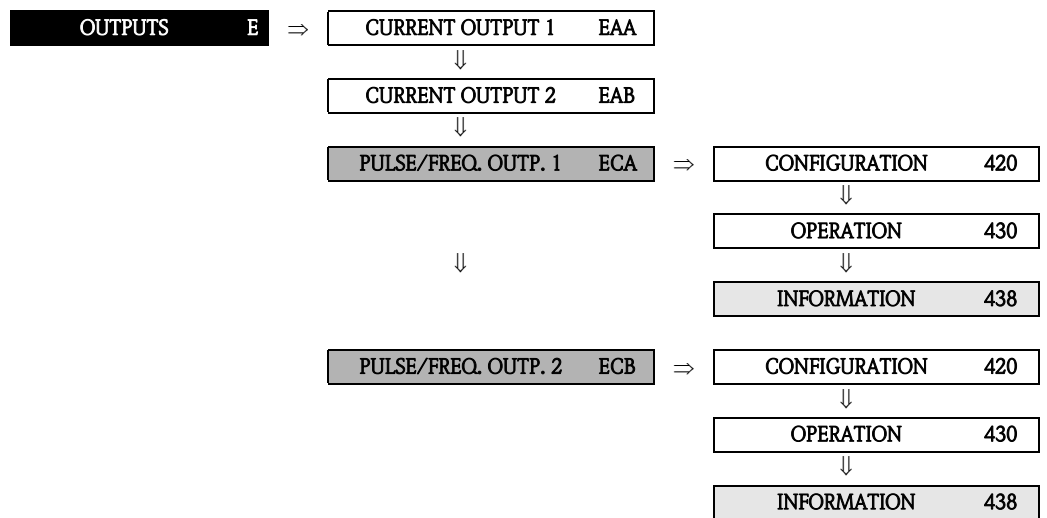 OUTPUTS E ⇒ CURRENT OUTPUT 1 EAA
⇓
CURRENT OUTPUT 2 EAB
⇓
PULSE/FREQ. OUTP. 1 ECA ⇒ CONFIGURATION 420
⇓
OPERATION 430
⇓ ⇓
INFORMATION 438
PULSE/FREQ. OUTP. 2 ECB ⇒ CONFIGURATION 420
⇓
OPERATION 430
⇓
INFORMATION 438